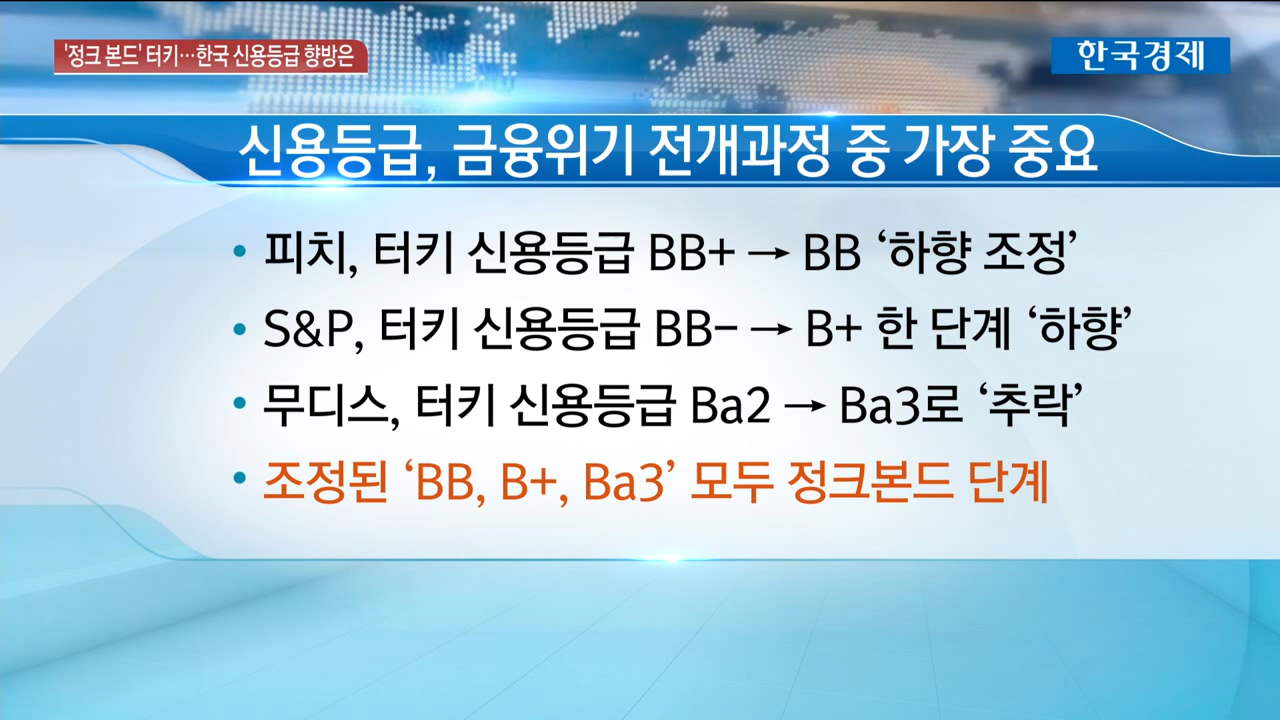 '정크 본드' 터키…한국 신용등급 향방은
한국경제
신용등급, 금융위기 전개과정 중 가장 중요
• 피치, 터키 신용등급 BB+ → BB ‘하향 조정’
• S&P, 터키 신용등급 BB- → B+ 한 단계 ‘하향’
• 무디스, 터키 신용등급 Ba2 → Ba3로 ‘추락’
• 조정된 ‘BB, B+, Ba3’ 모두 정크본드 단계